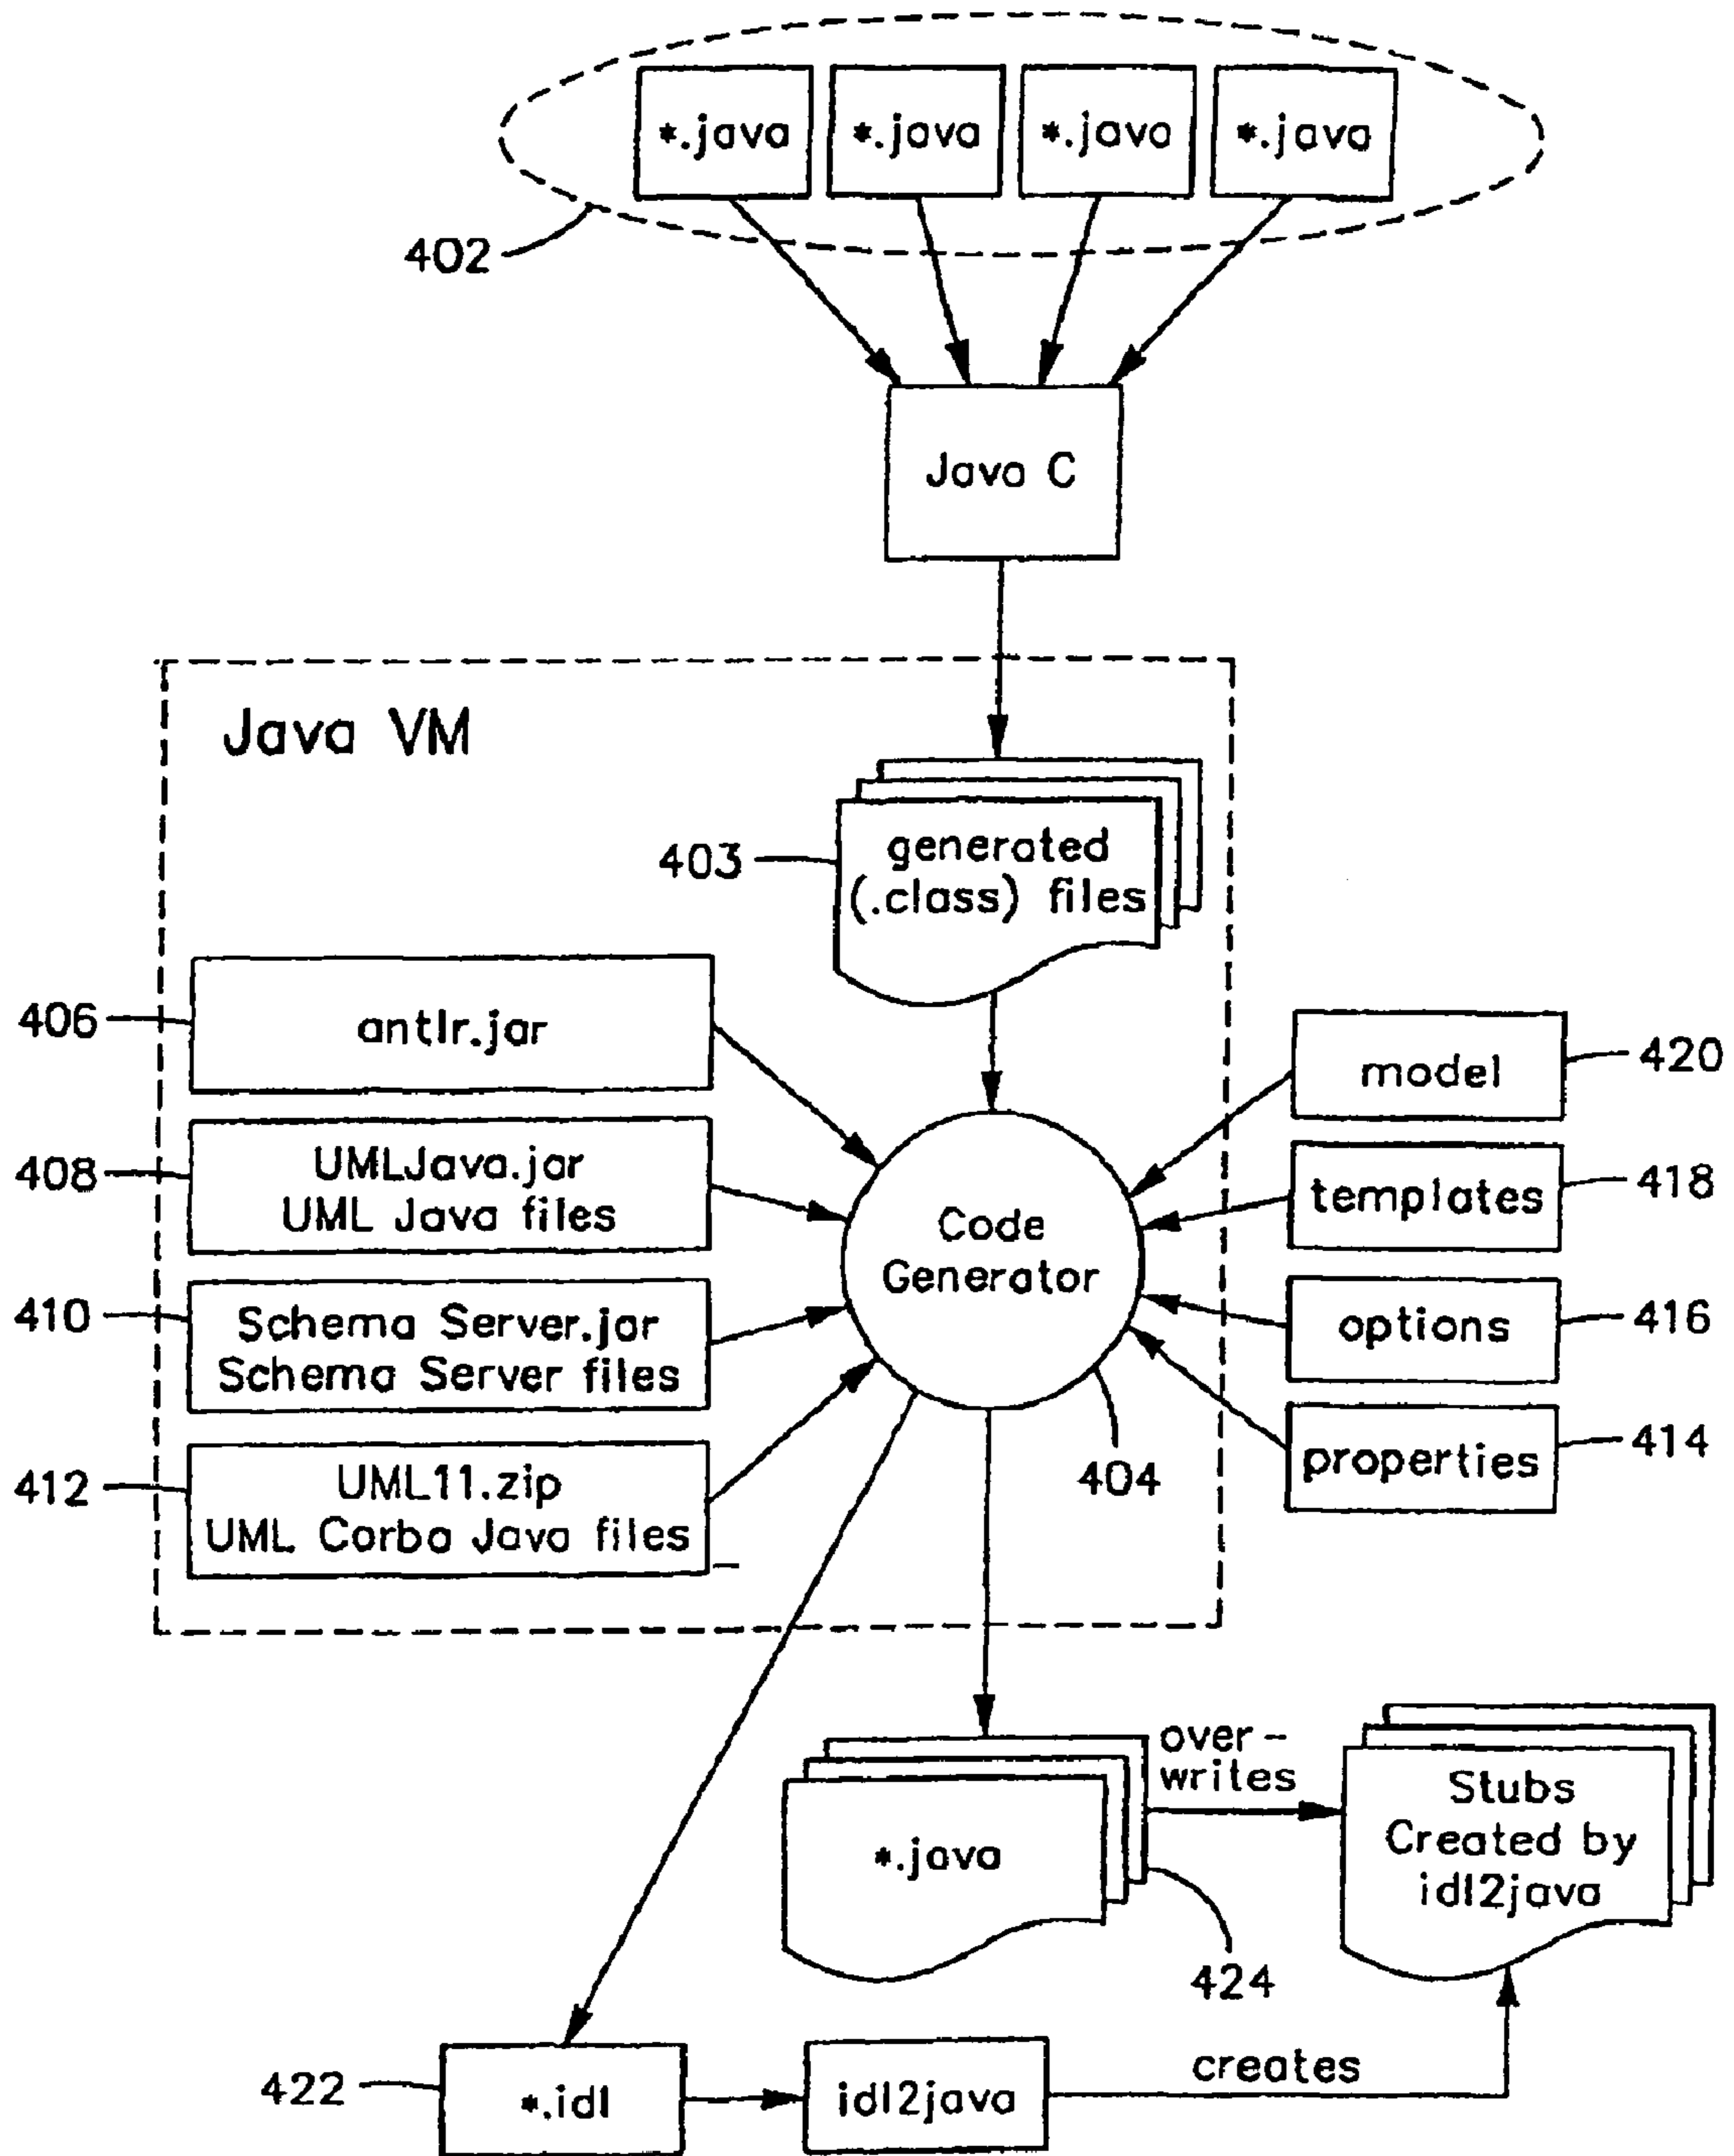 *.java
*.java
*.java
*.java
402
Java C
Java VM
403
generated
(.class) files
406
antlr.jar
model
420
408
UMLJava.jar
UML Java files
templates
418
Code
Generator
410
Schema Server.jar
Schema Server files
options
416
412
UML11.zip
UML Corba Java files
404
properties
414
over-
writes
*.java
Stubs
Created by
idl2java
424
422
*.idl
idl2java
creates